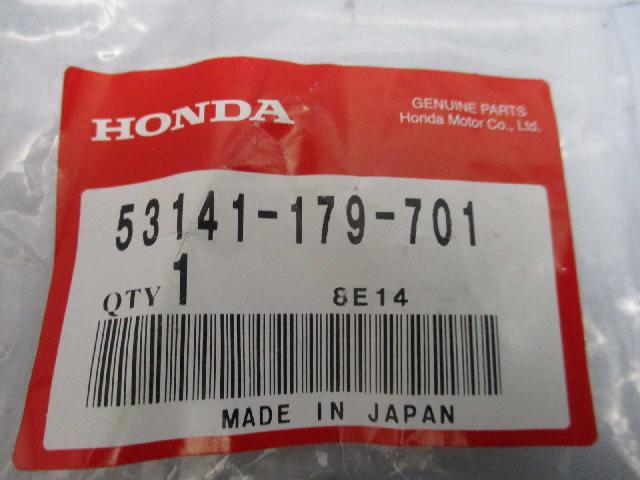 HONDA
GENUINE PARTS
Honda Motor Co., Ltd.
53141-179-701
QTY 1 8E14
MADE IN JAPAN